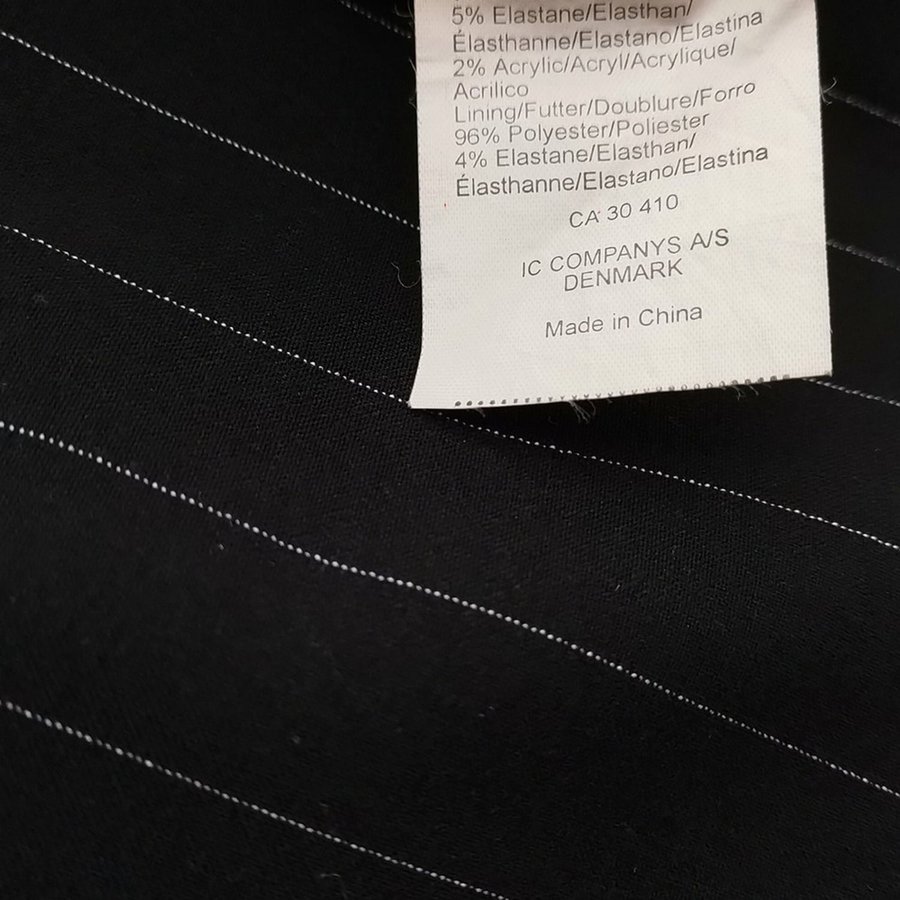 5% Elastane/Elasthan/
Élasthanne/Elastano/Elastina
2% Acrylic/Acryl/Acrylique/
Acrilico
Lining/Futter/Doublure/Forro
96% Polyester/Poliester
4% Elastane/Elasthan/
Élasthanne/Elastano/Elastina
CA 30 410
IC COMPANYS A/S
DENMARK
Made in China